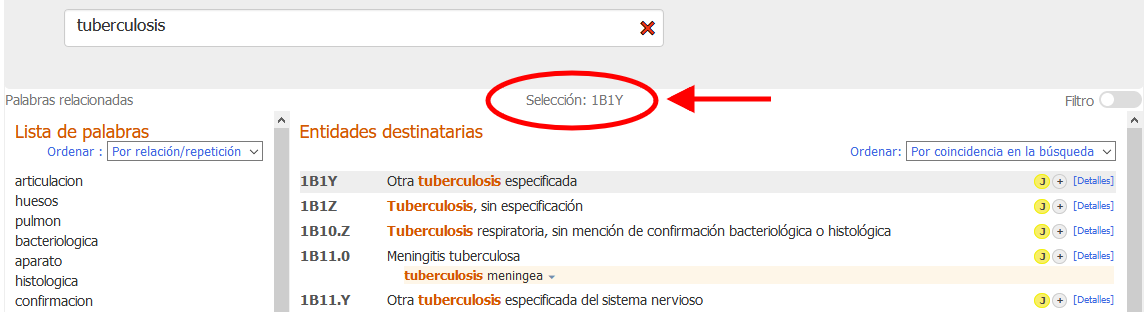 tuberculosis
Palabras relacionadas
Selección: 1B1Y
Filtro
Lista de palabras
Ordenar : Por relación/repetición
articulacion
huesos
pulmon
bacteriologica
aparato
histologica
confirmacion
Entidades destinatarias
Ordenar: Por coincidencia en la búsqueda
1B1Y Otra tuberculosis especificada J + [Detalles]
1B1Z Tuberculosis, sin especificación J + [Detalles]
1B10.Z Tuberculosis respiratoria, sin mención de confirmación bacteriológica o histológica J + [Detalles]
1B11.0 Meningitis tuberculosa J + [Detalles]
tuberculosis meningea
1B11.Y Otra tuberculosis especificada del sistema nervioso J + [Detalles]